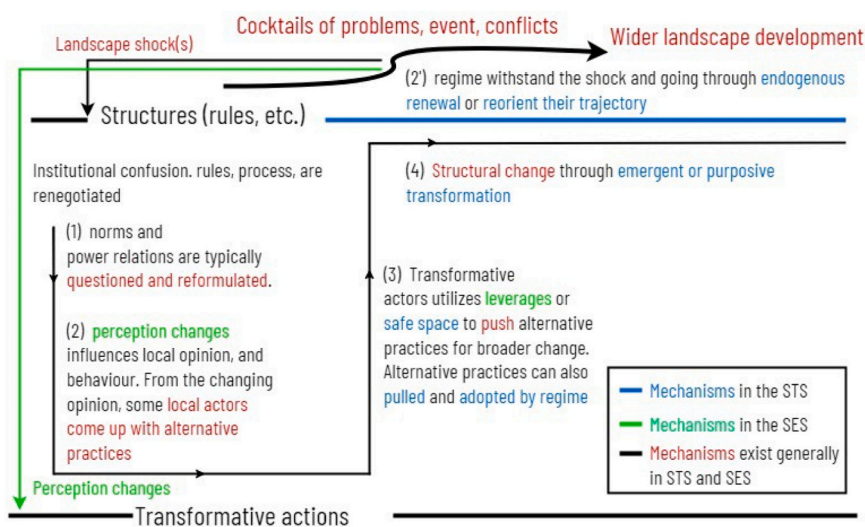 Cocktails of problems, event, conflicts
Landscape shock(s)
Wider landscape development
(2') regime withstand the shock and going through endogenous
renewal or reorient their trajectory
Structures (rules, etc.)
Institutional confusion. rules, process, are
renegotiated
(1) norms and
power relations are typically
questioned and reformulated.
(2) perception changes
influences local opinion, and
behaviour. From the changing
opinion, some local actors
come up with alternative
practices
(4) Structural change through emergent or purposive
transformation
(3) Transformative
actors utilizes leverages or
safe space to push alternative
practices for broader change.
Alternative practices can also
pulled and adopted by regime
Mechanisms in the STS
Mechanisms in the SES
Mechanisms exist generally
in STS and SES
Perception changes
Transformative actions